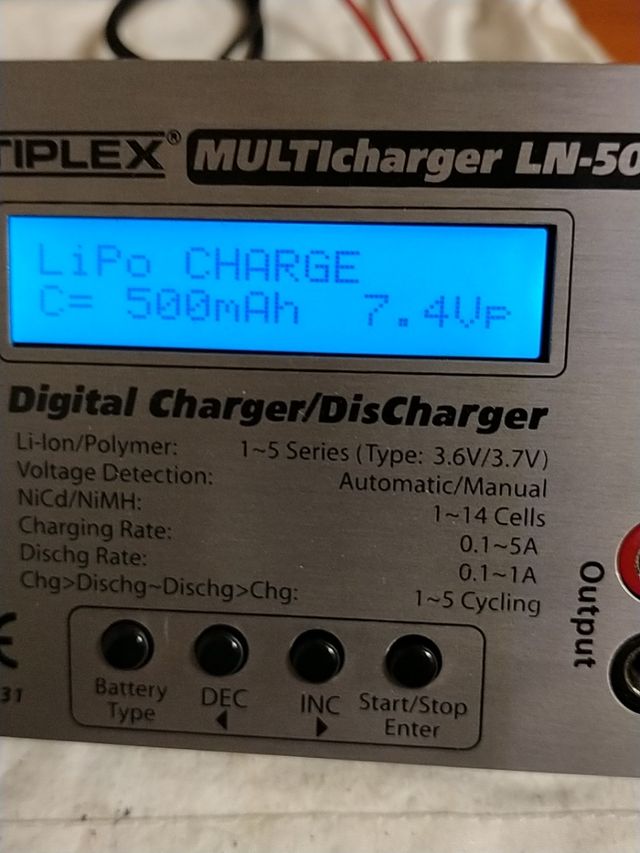 TIPLEX® MULTIcharger LN-50
LiPo CHARGE
C= 500mAh 7.4Vp
Digital Charger/DisCharger
Li-Ion/Polymer: 1~5 Series (Type: 3.6V/3.7V)
Voltage Detection: Automatic/Manual
NiCd/NiMH: 1~14 Cells
Charging Rate: 0.1~5A
Dischg Rate: 0.1~1A
Chg>Dischg~Dischg>Chg: 1~5 Cycling
Output
CE
31
Battery Type
DEC
INC
Start/Stop Enter